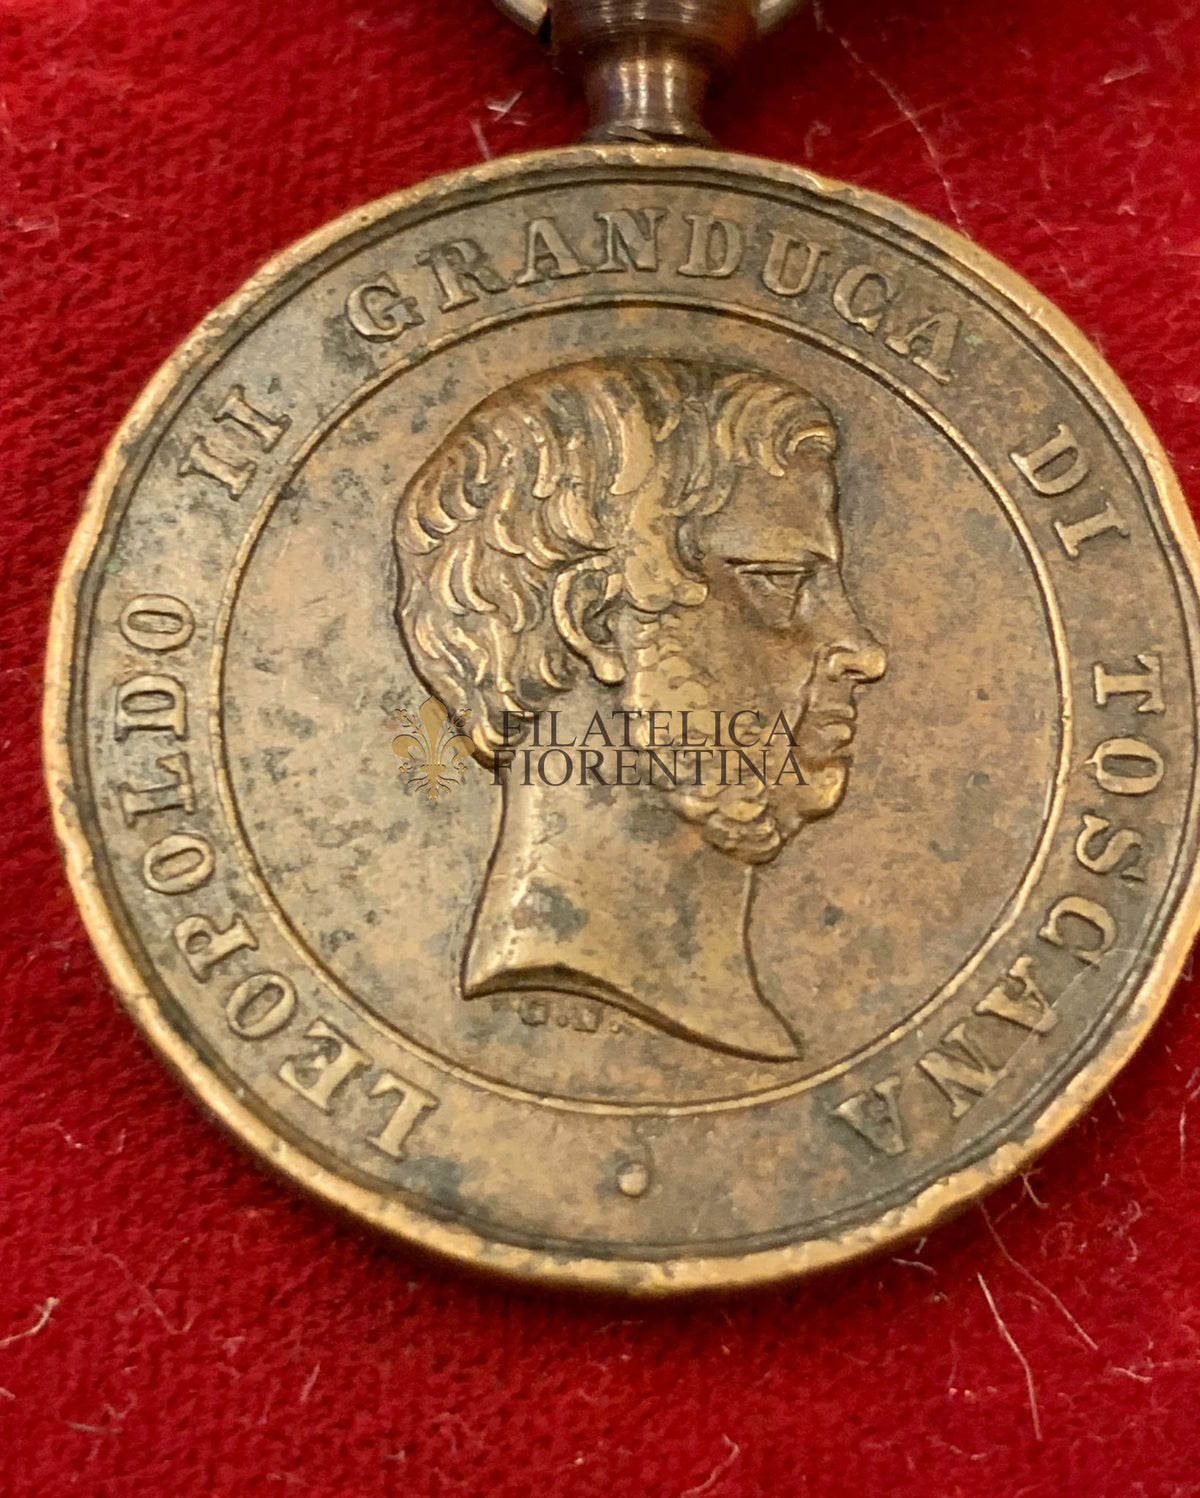 LEOPOLDO II GRANDUCA DI TOSCANA
FILATELICA
FIORENTINA